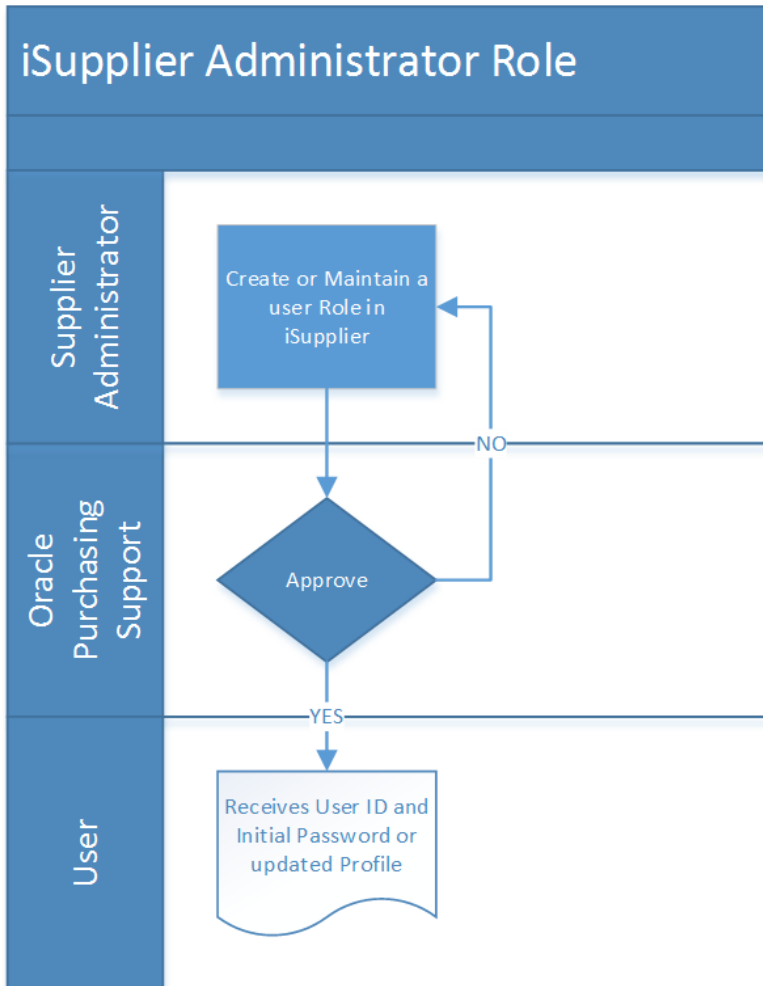 iSupplier Administrator Role
Supplier
Administrator
Create or Maintain a
user Role in
iSupplier
NO
Oracle
Purchasing
Support
Approve
YES
User
Receives User ID and
Initial Password or
updated Profile